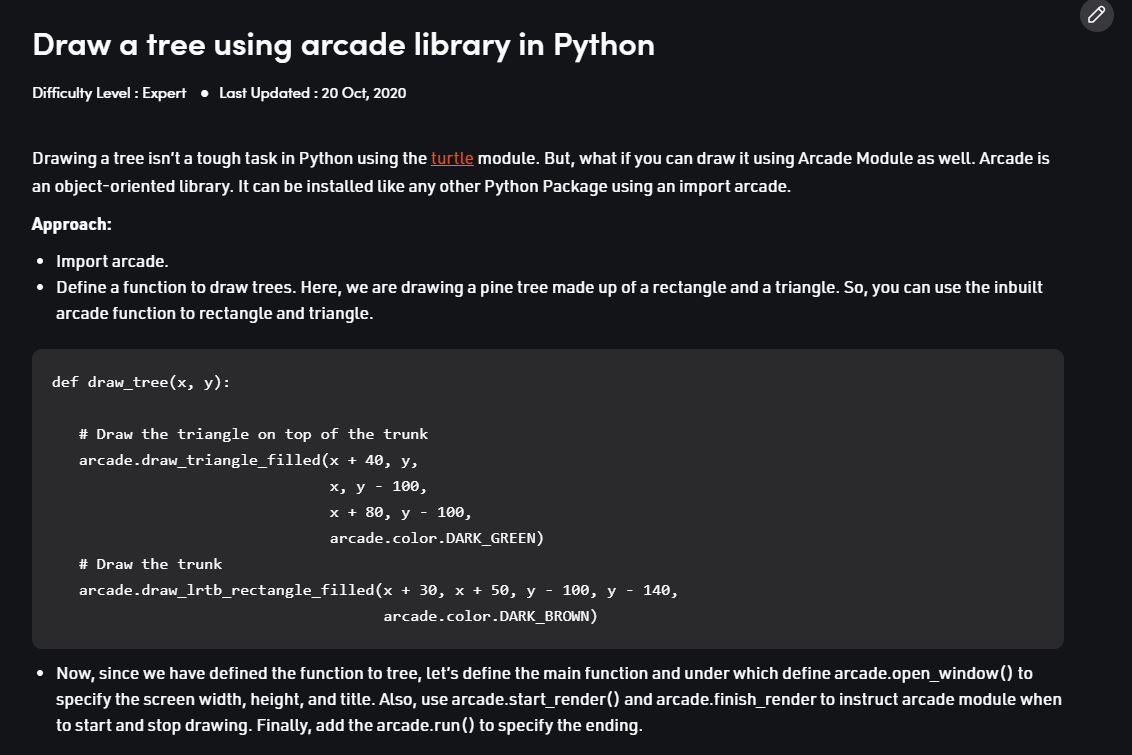 Draw a tree using arcade library in Python
Difficulty Level : Expert ● Last Updated : 20 Oct, 2020
Drawing a tree isn't a tough task in Python using the turtle module. But, what if you can draw it using Arcade Module as well. Arcade is
an object-oriented library. It can be installed like any other Python Package using an import arcade.
Approach:
• Import arcade.
• Define a function to draw trees. Here, we are drawing a pine tree made up of a rectangle and a triangle. So, you can use the inbuilt
arcade function to rectangle and triangle.
def draw_tree(x, y):
# Draw the triangle on top of the trunk
arcade.draw_triangle_filled(x + 40, y,
x, y - 100,
x + 80, y - 100,
arcade.color.DARK_GREEN)
# Draw the trunk
arcade.draw_lrtb_rectangle_filled(x + 30, x + 50, y - 100, y - 140,
arcade.color.DARK_BROWN)
• Now, since we have defined the function to tree, let's define the main function and under which define arcade.open_window() to
specify the screen width, height, and title. Also, use arcade.start_render() and arcade.finish_render to instruct arcade module when
to start and stop drawing. Finally, add the arcade.run() to specify the ending.